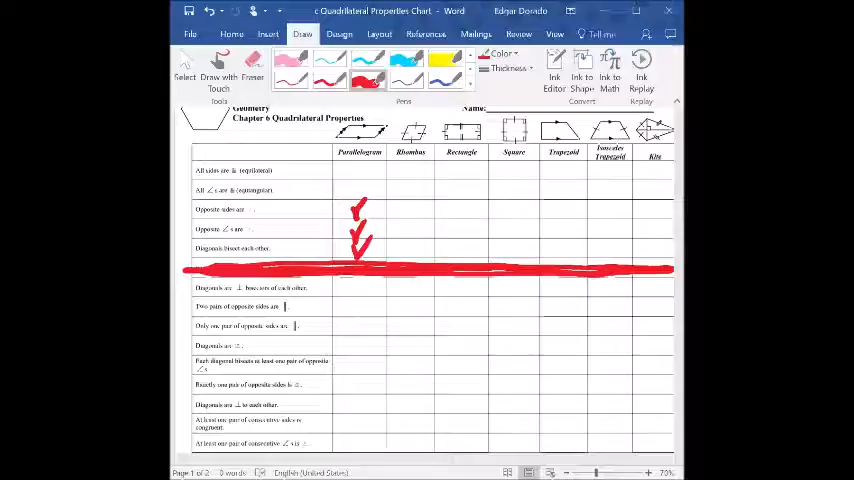 c Quadrilateral Properties Chart - Word
Edgar Dorado
File Home Insert Draw Design Layout References Mailings Review View Tell me
Select
Draw with Touch
Eraser
Color
Thickness
Ink Editor
Ink to Shape
Ink to Math
Ink Replay
Tools Pens Convert Replay
Geometry Name:
Chapter 6 Quadrilateral Properties
Parallelogram Rhombus Rectangle Square Trapezoid Isosceles Trapezoid Kite
All sides are ≅ (equilateral)
All ∠s are ≅ (equiangular)
Opposite sides are
Opposite ∠s are
Diagonals bisect each other.
Diagonals are ⊥ bisectors of each other.
Two pairs of opposite sides are ∥.
Only one pair of opposite sides are ∥.
Diagonals are ≅.
Each diagonal bisects at least one pair of opposite
∠s
Exactly one pair of opposite sides is ≅.
Diagonals are ⊥ to each other.
At least one pair of consecutive sides is
congruent.
At least one pair of consecutive ∠s is
Page 1 of 2 0 words English (United States) 70%